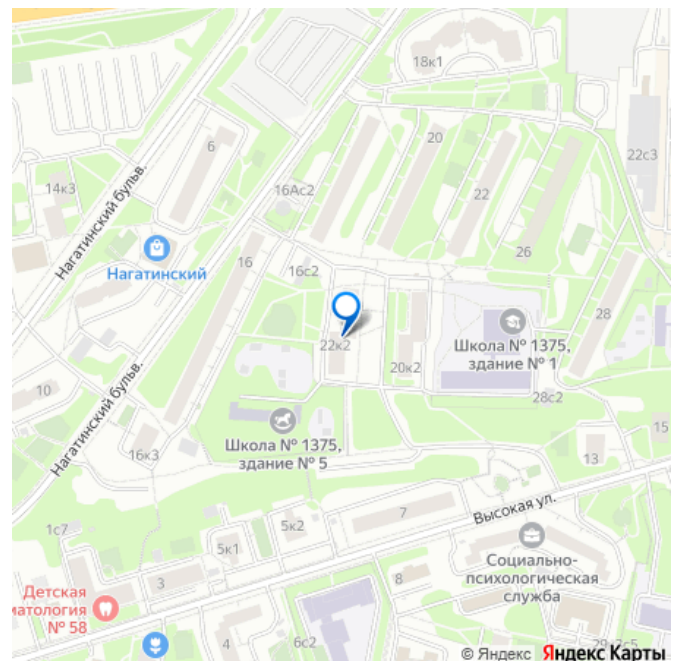 18к1
6
20
22с3
14к3
16Ас2
22
Нагатинский бульв.
26
Нагатинский
16
16с2
28
22к2
Школа № 1375,
здание № 1
20к2
10
28с2
Нагатинский бульв.
Школа № 1375,
здание № 5
15
16к3
13
Высокая ул.
7
1с7
5к2
5к1
Социально-
психологическая
служба
3
8
Детская
матология
№ 58
4
6с2
© Яндекс Яндекс Карты